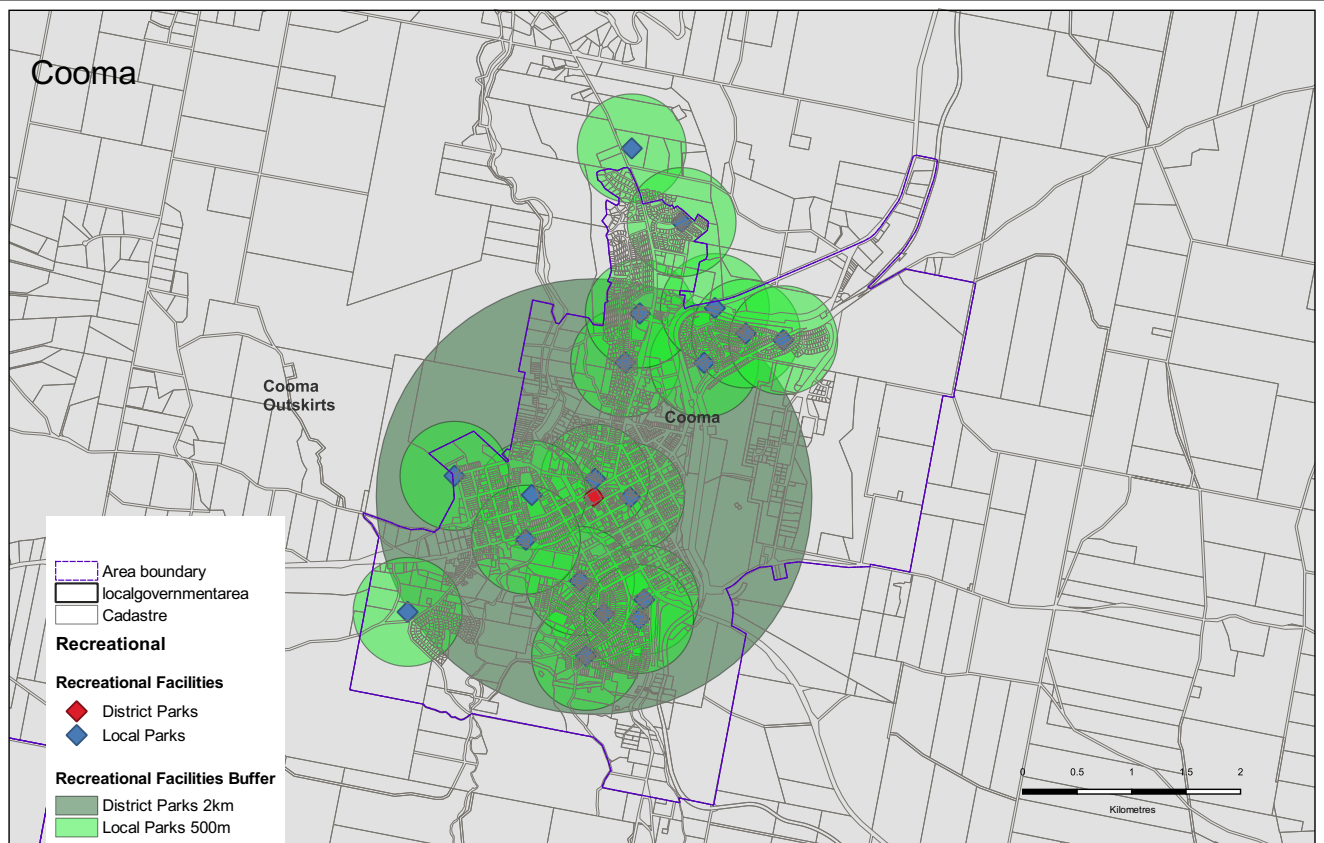 Cooma
Cooma
Outskirts
Cooma
Area boundary
localgovernmentarea
Cadastre
Recreational
Recreational Facilities
District Parks
Local Parks
Recreational Facilities Buffer
District Parks 2km
Local Parks 500m
0 0.5 1 1.5 2
Kilometres